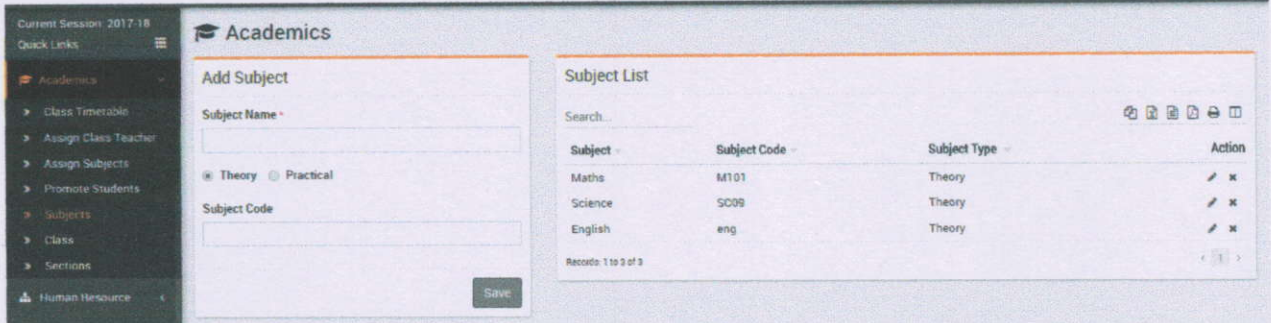 Current Session: 2017-18
Quick Links
Academics
Class Timetable
Assign Class Teacher
Assign Subjects
Promote Students
Subjects
Class
Sections
Human Resource
Academics
Add Subject
Subject Name *
Theory Practical
Subject Code
Save
Subject List
Search...
Subject Subject Code Subject Type Action
Maths M101 Theory
Science SC09 Theory
English eng Theory
Records: 1 to 3 of 3
1